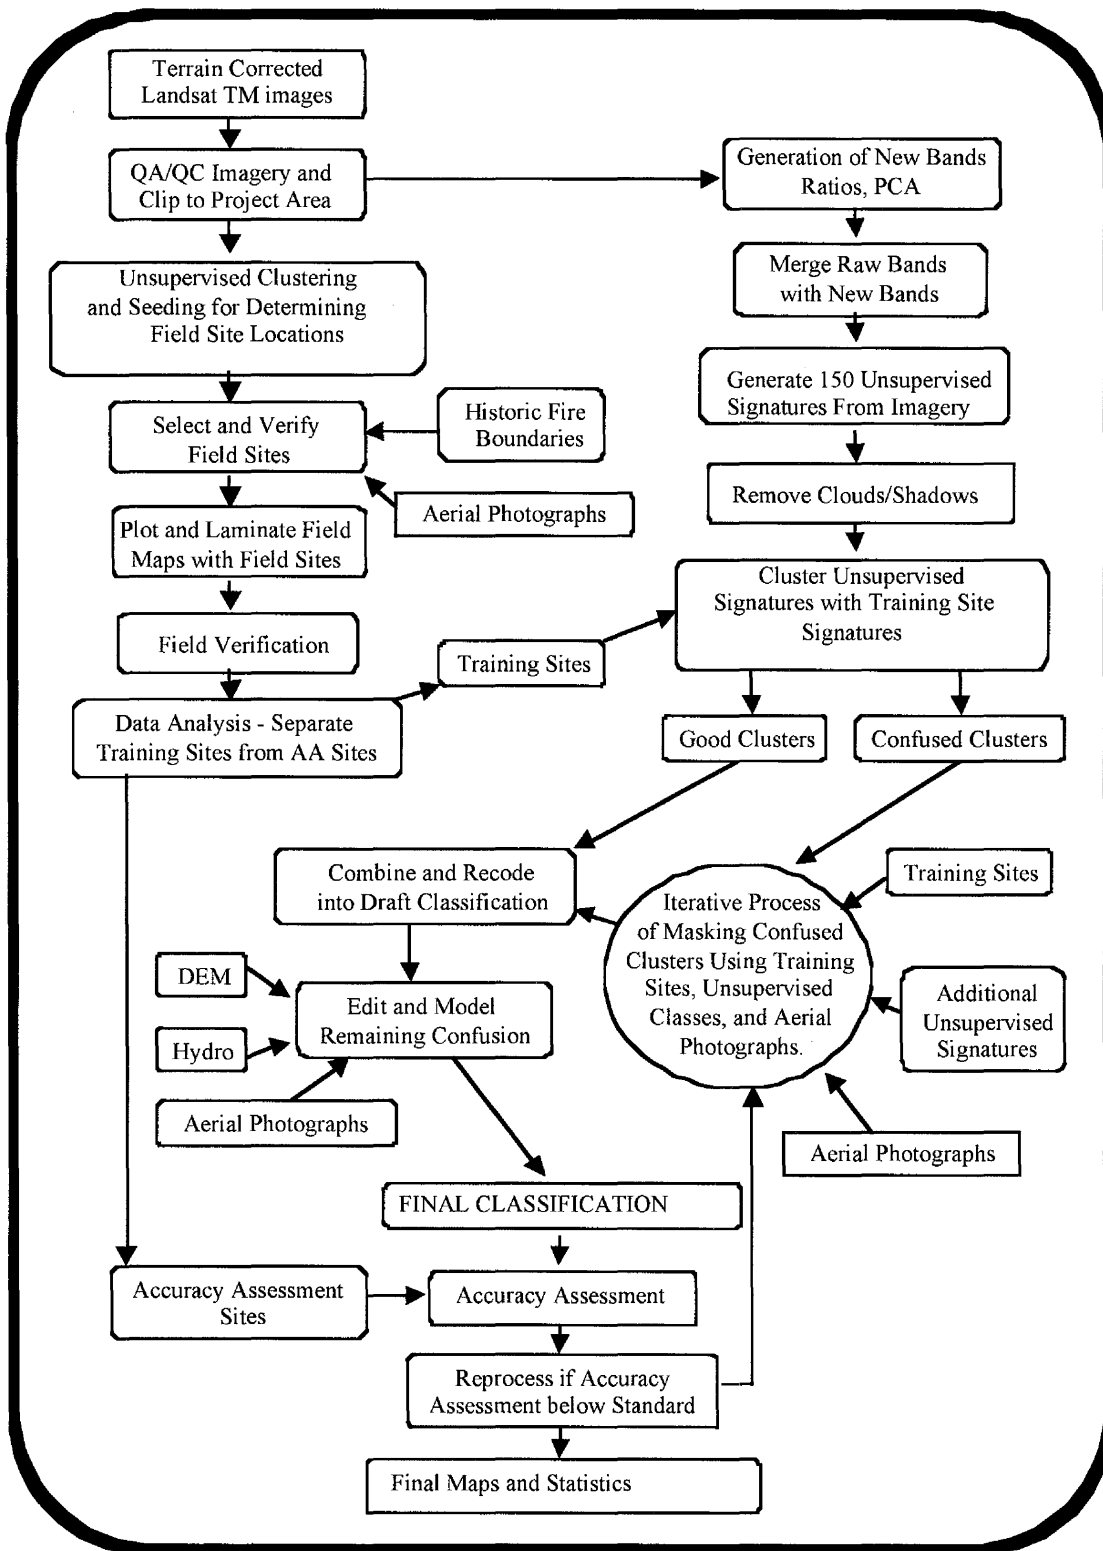 Terrain Corrected
Landsat TM images
QA/QC Imagery and
Clip to Project Area
Generation of New Bands
Ratios, PCA
Unsupervised Clustering
and Seeding for Determining
Field Site Locations
Merge Raw Bands
with New Bands
Generate 150 Unsupervised
Signatures From Imagery
Select and Verify
Field Sites
Historic Fire
Boundaries
Aerial Photographs
Remove Clouds/Shadows
Plot and Laminate Field
Maps with Field Sites
Cluster Unsupervised
Signatures with Training Site
Signatures
Field Verification
Training Sites
Data Analysis - Separate
Training Sites from AA Sites
Good Clusters
Confused Clusters
Combine and Recode
into Draft Classification
Iterative Process
of Masking Confused
Clusters Using Training
Sites, Unsupervised
Classes, and Aerial
Photographs.
Training Sites
DEM
Edit and Model
Remaining Confusion
Additional
Unsupervised
Signatures
Hydro
Aerial Photographs
Aerial Photographs
FINAL CLASSIFICATION
Accuracy Assessment
Sites
Accuracy Assessment
Reprocess if Accuracy
Assessment below Standard
Final Maps and Statistics